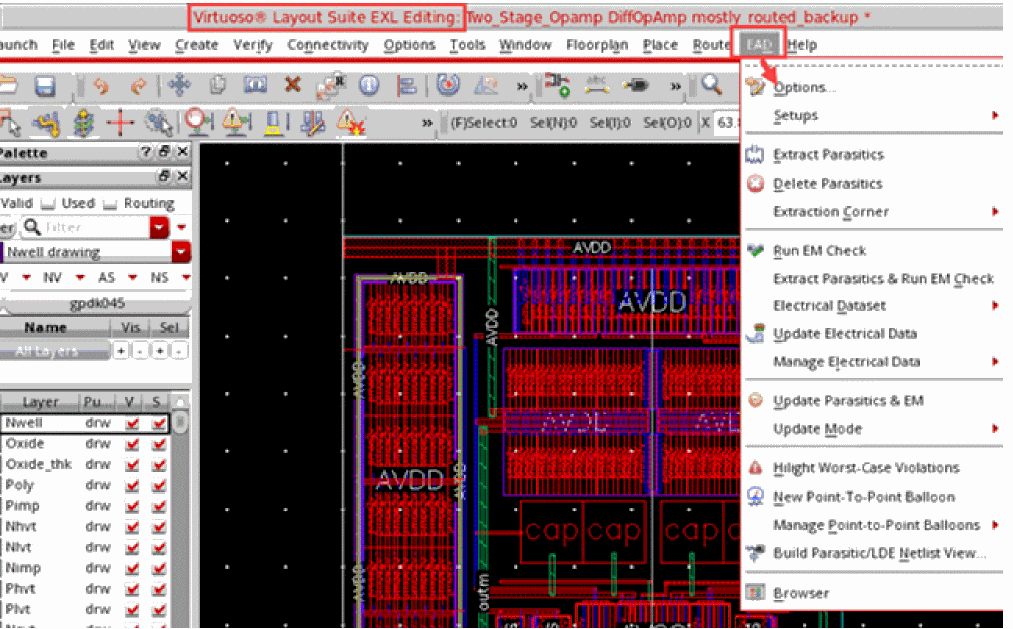 Virtuoso® Layout Suite EXL Editing: Two_Stage_Opamp DiffOpAmp mostly_routed_backup *
aunch File Edit View Create Verify Connectivity Options Tools Window Floorplan Place Route EAD Help
» » 
» (F)Select:0 Sel(N):0 Sel(I):0 Sel(O):0 X 63.
Palette
ayers
Valid Used Routing
er Filter
Nwell drawing
V NV AS NS
gpdk045
Name Vis Sel
All Layers + - + -
Layer Pu... V S
Nwell drw
Oxide drw
Oxide_thk drw
Poly drw
Pimp drw
Nhvt drw
Nlvt drw
Nimp drw
Phvt drw
Plvt drw
AVDD
AVDD
AVDD
AVDD
AVDD
AVDD
AVDD
AVDD
cap cap cap
outm
Options...
Setups
Extract Parasitics
Delete Parasitics
Extraction Corner
Run EM Check
Extract Parasitics & Run EM Check
Electrical Dataset
Update Electrical Data
Manage Electrical Data
Update Parasitics & EM
Update Mode
Hilight Worst-Case Violations
New Point-To-Point Balloon
Manage Point-to-Point Balloons
Build Parasitic/LDE Netlist View...
Browser